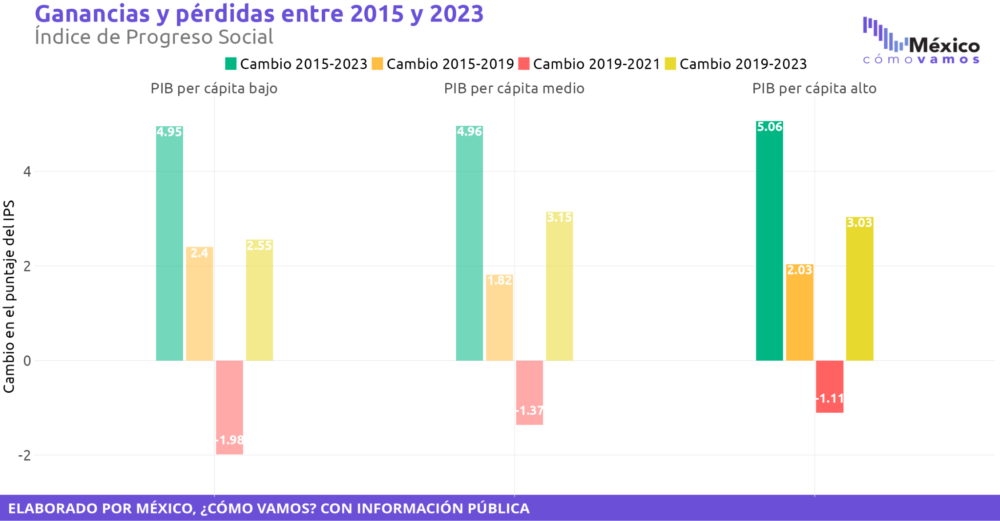 Ganancias y pérdidas entre 2015 y 2023
Índice de Progreso Social
México
cómo vamos
Cambio 2015-2023 Cambio 2015-2019 Cambio 2019-2021 Cambio 2019-2023
PIB per cápita bajo PIB per cápita medio PIB per cápita alto
Cambio en el puntaje del IPS
4
2
0
-2
4.95 2.4 -1.98 2.55
4.96 1.82 -1.37 3.15
5.06 2.03 -1.11 3.03
ELABORADO POR MÉXICO, ¿CÓMO VAMOS? CON INFORMACIÓN PÚBLICA